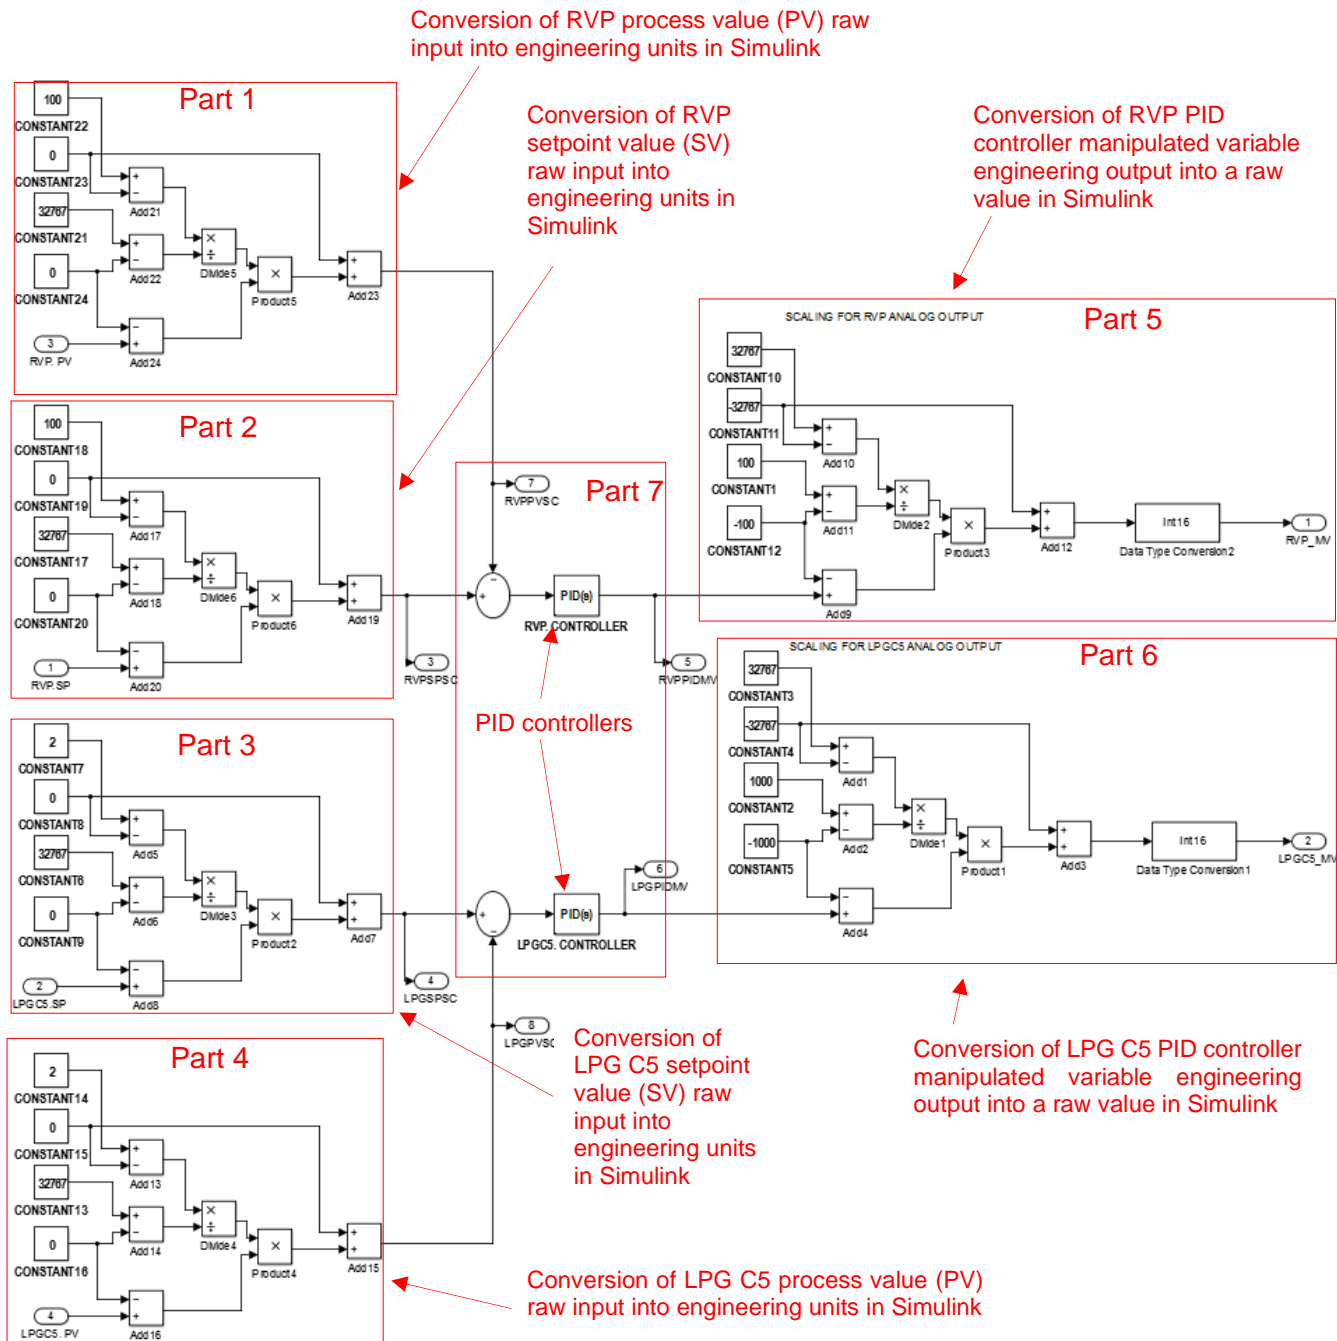 Conversion of RVP process value (PV) raw
input into engineering units in Simulink
Part 1
100
CONSTANT22
0
CONSTANT23
32767
CONSTANT21
0
CONSTANT24
3
RVP. PV
+
−
Add21
+
−
Add22
−
+
Add24
×
÷
Divide5
×
Product5
+
+
Add23
Conversion of RVP
setpoint value (SV)
raw input into
engineering units in
Simulink
Part 2
100
CONSTANT18
0
CONSTANT19
32767
CONSTANT17
0
CONSTANT20
1
RVP.SP
+
−
Add17
+
−
Add18
−
+
Add20
×
÷
Divide6
×
Product6
+
+
Add19
Part 3
2
CONSTANT7
0
CONSTANT8
32767
CONSTANT6
0
CONSTANT9
2
LPGC5.SP
+
−
Add5
+
−
Add6
−
+
Add8
×
÷
Divide3
×
Product2
+
+
Add7
Conversion of
LPG C5 setpoint
value (SV) raw
input into
engineering units
in Simulink
Part 4
2
CONSTANT14
0
CONSTANT15
32767
CONSTANT13
0
CONSTANT16
4
LPGC5. PV
+
−
Add13
+
−
Add14
−
+
Add16
×
÷
Divide4
×
Product4
+
+
Add15
Conversion of LPG C5 process value (PV)
raw input into engineering units in Simulink
Part 7
7
RVPPVSC
3
RVPSPSC
−
+
PID(s)
RVP. CONTROLLER
5
RVPPIDMV
PID controllers
6
LPGPIDMV
+
−
PID(s)
LPGC5. CONTROLLER
4
LPGSPSC
8
LPGPVSC
Conversion of RVP PID
controller manipulated variable
engineering output into a raw
value in Simulink
SCALING FOR RVP ANALOG OUTPUT
Part 5
32767
CONSTANT10
-32767
CONSTANT11
100
CONSTANT1
-100
CONSTANT12
+
−
Add10
+
−
Add11
−
+
Add9
×
÷
Divide2
×
Product3
+
+
Add12
Int16
Data Type Conversion2
1
RVP_MV
SCALING FOR LPGC5 ANALOG OUTPUT
Part 6
32767
CONSTANT3
-32767
CONSTANT4
1000
CONSTANT2
-1000
CONSTANT5
+
−
Add1
+
−
Add2
−
+
Add4
×
÷
Divide1
×
Product1
+
+
Add3
Int16
Data Type Conversion1
2
LPGC5_MV
Conversion of LPG C5 PID controller
manipulated variable engineering
output into a raw value in Simulink